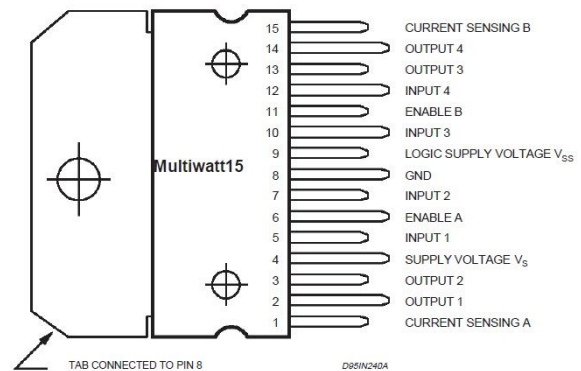 15 CURRENT SENSING B
14 OUTPUT 4
13 OUTPUT 3
12 INPUT 4
11 ENABLE B
10 INPUT 3
9 LOGIC SUPPLY VOLTAGE VSS
8 GND
7 INPUT 2
6 ENABLE A
5 INPUT 1
4 SUPPLY VOLTAGE VS
3 OUTPUT 2
2 OUTPUT 1
1 CURRENT SENSING A
Multiwatt15
TAB CONNECTED TO PIN 8
D95IN240A